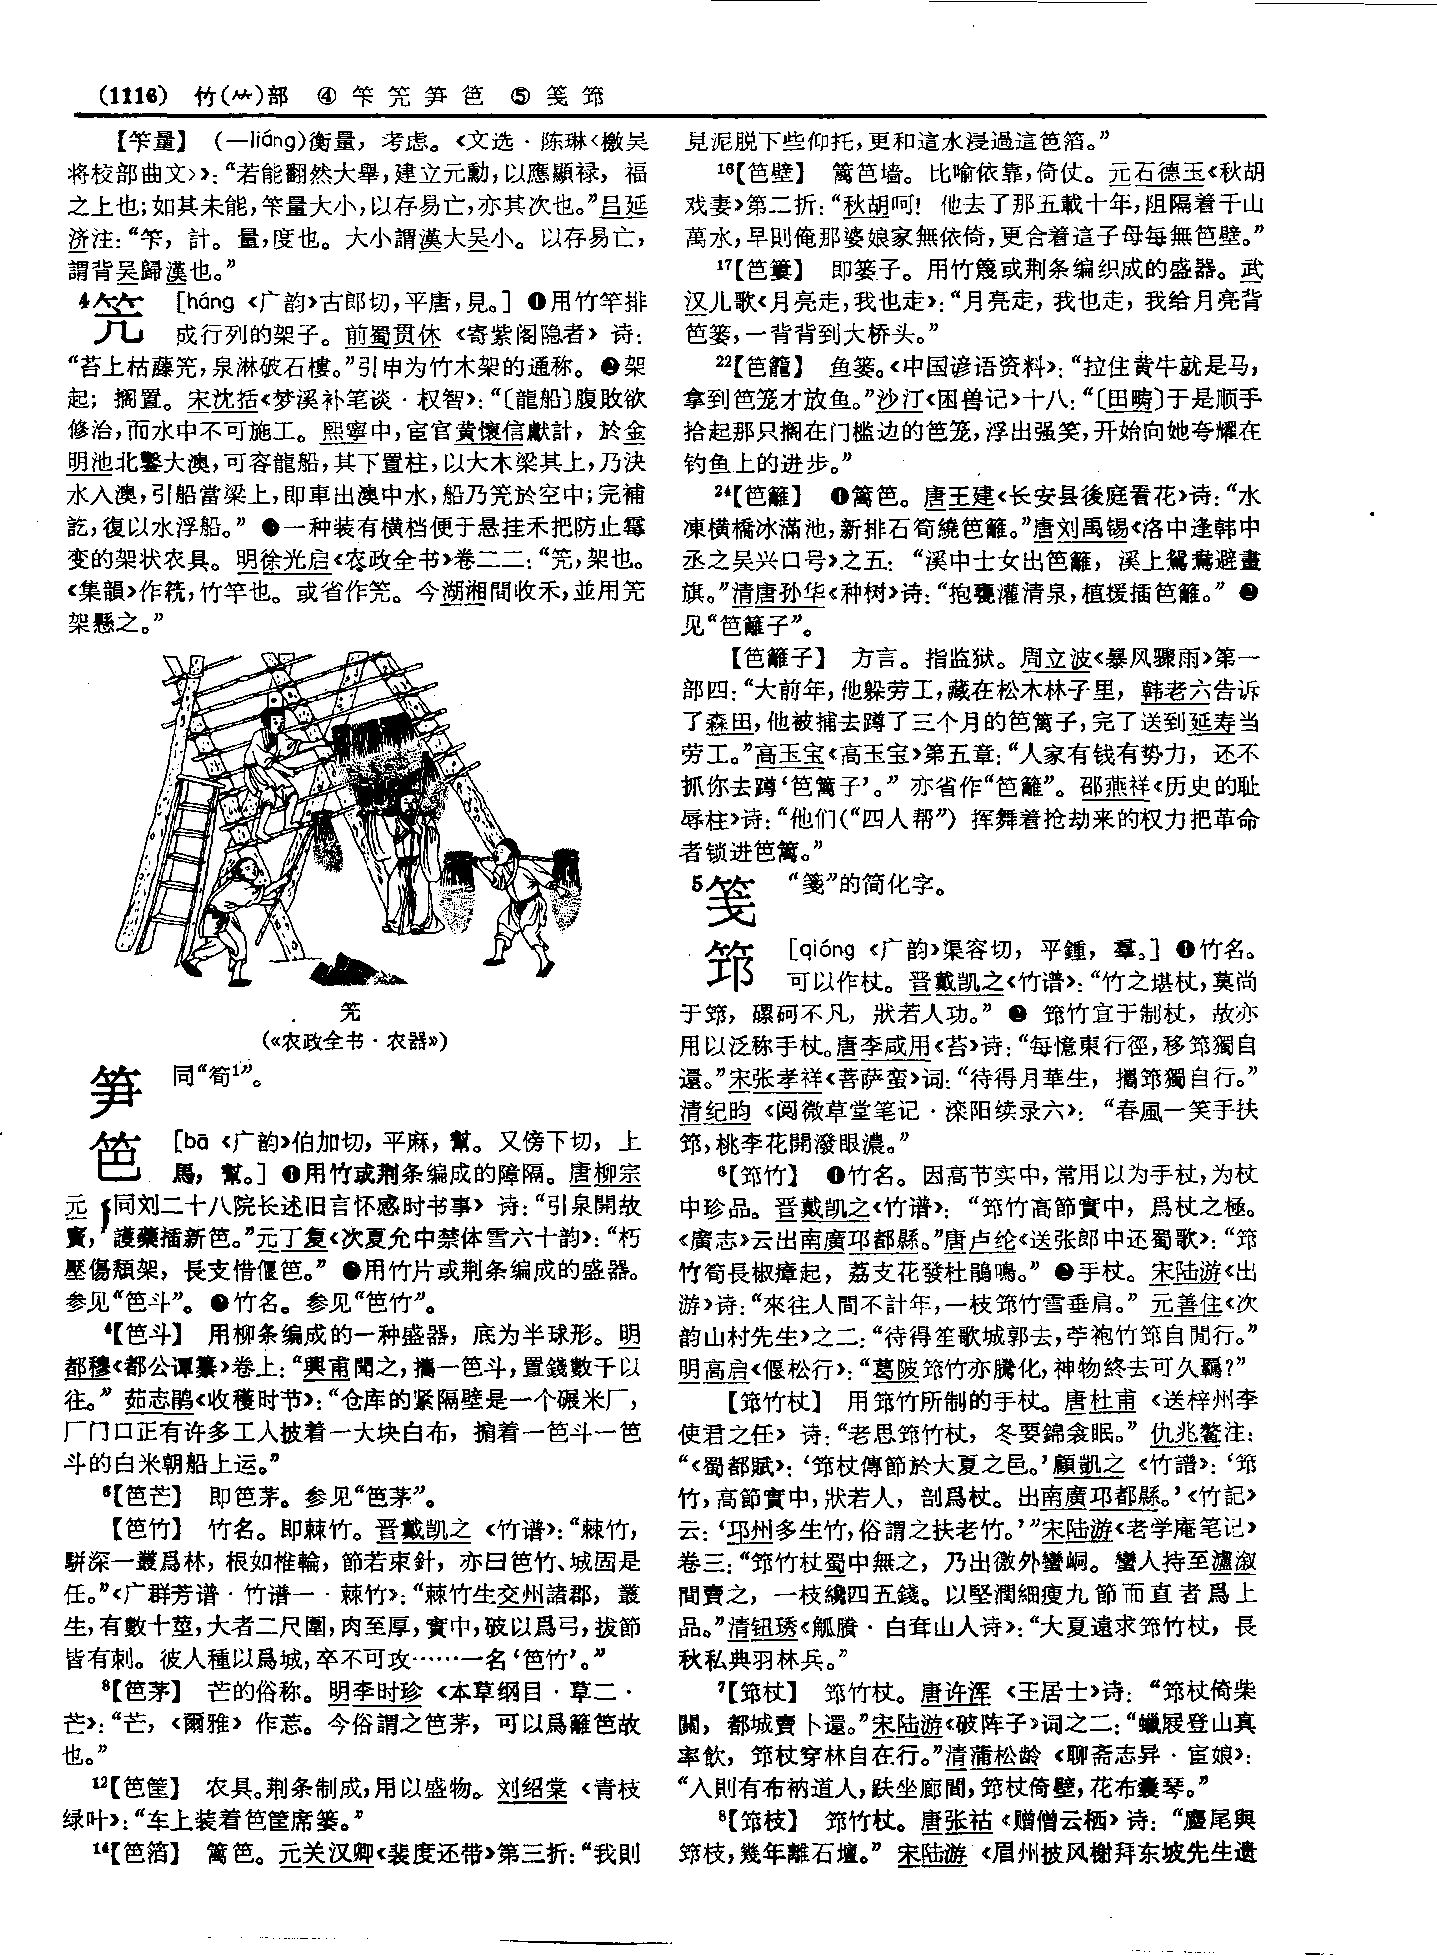 (1116) 竹(⺮)部 ④ 笇 笐 笋 笆 ⑤ 笺 筇
【笇量】 (—liáng)衡量，考虑。《文选·陈琳〈檄吴
将校部曲文〉》：“若能翻然大舉，建立元勳，以應顯禄，福
之上也；如其未能，笇量大小，以存易亡，亦其次也。”吕延
济注：“笇，計。量，度也。大小謂漢大吴小。以存易亡，
謂背吴歸漢也。”
4笐 [háng《广韵》古郎切，平唐，見。] ❶用竹竿排
成行列的架子。前蜀贯休《寄紫阁隐者》诗：
“苔上枯藤笐，泉淋破石樓。”引申为竹木架的通称。❷架
起；搁置。宋沈括《梦溪补笔谈·权智》：“〔龍船〕腹敗欲
修治，而水中不可施工。熙寧中，宦官黄懷信獻計，於金
明池北鑿大澳，可容龍船，其下置柱，以大木梁其上，乃決
水入澳，引船當梁上，即車出澳中水，船乃笐於空中；完補
訖，復以水浮船。”❸一种装有横档便于悬挂禾把防止霉
变的架状农具。明徐光启《农政全书》卷二二：“笐，架也。
《集韻》作䇶，竹竿也。或省作笐。今湖湘間收禾，並用笐
架懸之。”
笐
(《农政全书·农器》)
笋 同“筍¹”。
笆 [bā《广韵》伯加切，平麻，幫。又傍下切，上
馬，幫。] ❶用竹或荆条编成的障隔。唐柳宗
元《同刘二十八院长述旧言怀感时书事》诗：“引泉開故
竇，護藥插新笆。”元丁复《次夏允中禁体雪六十韵》：“朽
壓傷頽架，長支惜偃笆。”❷用竹片或荆条编成的盛器。
参见“笆斗”。❸竹名。参见“笆竹”。
4【笆斗】 用柳条编成的一种盛器，底为半球形。明
都穆《都公谭纂》卷上：“興甫聞之，攜一笆斗，置錢數千以
往。”茹志鹃《收穫时节》：“仓库的紧隔壁是一个碾米厂，
厂门口正有许多工人披着一大块白布，掮着一笆斗一笆
斗的白米朝船上运。”
6【笆芒】 即笆茅。参见“笆茅”。
【笆竹】 竹名。即棘竹。晋戴凯之《竹谱》：“棘竹，
駢深一叢爲林，根如椎輪，節若束針，亦曰笆竹、城固是
任。”《广群芳谱·竹谱一·棘竹》：“棘竹生交州諸郡，叢
生，有數十莖，大者二尺圍，肉至厚，實中，破以爲弓，拔節
皆有刺。彼人種以爲城，卒不可攻……一名‘笆竹’。”
8【笆茅】 芒的俗称。明李时珍《本草纲目·草二·
芒》：“芒，《爾雅》作莣。今俗謂之笆茅，可以爲籬笆故
也。”
12【笆筐】 农具。荆条制成，用以盛物。刘绍棠《青枝
绿叶》：“车上装着笆筐席篓。”
14【笆箔】 篱笆。元关汉卿《裴度还带》第三折：“我則
見泥脱下些仰托，更和這水浸過這笆箔。”
16【笆壁】 篱笆墙。比喻依靠，倚仗。元石德玉《秋胡
戏妻》第二折：“秋胡呵！他去了那五載十年，阻隔着千山
萬水，早則俺那婆娘家無依倚，更合着這子母每無笆壁。”
17【笆簍】 即篓子。用竹篾或荆条编织成的盛器。武
汉儿歌《月亮走，我也走》：“月亮走，我也走，我给月亮背
笆篓，一背背到大桥头。”
22【笆籠】 鱼篓。《中国谚语资料》：“拉住黄牛就是马，
拿到笆笼才放鱼。”沙汀《困兽记》十八：“〔田畴〕于是顺手
拾起那只搁在门槛边的笆笼，浮出强笑，开始向她夸耀在
钓鱼上的进步。”
24【笆籬】 ❶篱笆。唐王建《长安县後庭看花》诗：“水
凍橫橋冰滿池，新排石筍繞笆籬。”唐刘禹锡《洛中逢韩中
丞之吴兴口号》之五：“溪中士女出笆籬，溪上鴛鴦避畫
旗。”清唐孙华《种树》诗：“抱甕灌清泉，植援插笆籬。”❷
见“笆籬子”。
【笆籬子】 方言。指监狱。周立波《暴风骤雨》第一
部四：“大前年，他躲劳工，藏在松木林子里，韩老六告诉
了森田，他被捕去蹲了三个月的笆篱子，完了送到延寿当
劳工。”高玉宝《高玉宝》第五章：“人家有钱有势力，还不
抓你去蹲‘笆篱子’。”亦省作“笆籬”。邵燕祥《历史的耻
辱柱》诗：“他们(“四人帮”)挥舞着抢劫来的权力把革命
者锁进笆篱。”
5笺 “箋”的简化字。
筇 [qióng《广韵》渠容切，平鍾，羣。] ❶竹名。
可以作杖。晋戴凯之《竹谱》：“竹之堪杖，莫尚
于筇，磥砢不凡，狀若人功。”❷筇竹宜于制杖，故亦
用以泛称手杖。唐李咸用《苔》诗：“每憶東行徑，移筇獨自
還。”宋张孝祥《菩萨蛮》词：“待得月華生，攜筇獨自行。”
清纪昀《阅微草堂笔记·滦阳续录六》：“春風一笑手扶
筇，桃李花開潑眼濃。”
6【筇竹】 ❶竹名。因高节实中，常用以为手杖，为杖
中珍品。晋戴凯之《竹谱》：“筇竹高節實中，爲杖之極。
《廣志》云出南廣邛都縣。”唐卢纶《送张郎中还蜀歌》：“筇
竹筍長椒瘴起，荔支花發杜鵑鳴。”❷手杖。宋陆游《出
游》诗：“來往人間不計年，一枝筇竹雪垂肩。”元善住《次
韵山村先生》之二：“待得笙歌城郭去，苧袍竹筇自閒行。”
明高启《偃松行》：“葛陂筇竹亦騰化，神物終去可久羈？”
【筇竹杖】 用筇竹所制的手杖。唐杜甫《送梓州李
使君之任》诗：“老思筇竹杖，冬要錦衾眠。”仇兆鳌注：
“《蜀都賦》：‘筇杖傳節於大夏之邑。’顧凱之《竹譜》：‘筇
竹，高節實中，狀若人，剖爲杖。出南廣邛都縣。’《竹記》
云：‘邛州多生竹，俗謂之扶老竹。’”宋陆游《老学庵笔记》
卷三：“筇竹杖蜀中無之，乃出徼外蠻峒。蠻人持至瀘溆
間賣之，一枝纔四五錢。以堅潤細瘦九節而直者爲上
品。”清钮琇《觚賸·白耷山人诗》：“大夏遠求筇竹杖，長
秋私典羽林兵。”
7【筇杖】 筇竹杖。唐许浑《王居士》诗：“筇杖倚柴
關，都城賣卜還。”宋陆游《破阵子》词之二：“蠟屐登山真
率飲，筇杖穿林自在行。”清蒲松龄《聊斋志异·宦娘》：
“入則有布衲道人，趺坐廊間，筇杖倚壁，花布囊琴。”
8【筇枝】 筇竹杖。唐张祜《赠僧云栖》诗：“麈尾與
筇枝，幾年離石壇。”宋陆游《眉州披风榭拜东坡先生遗